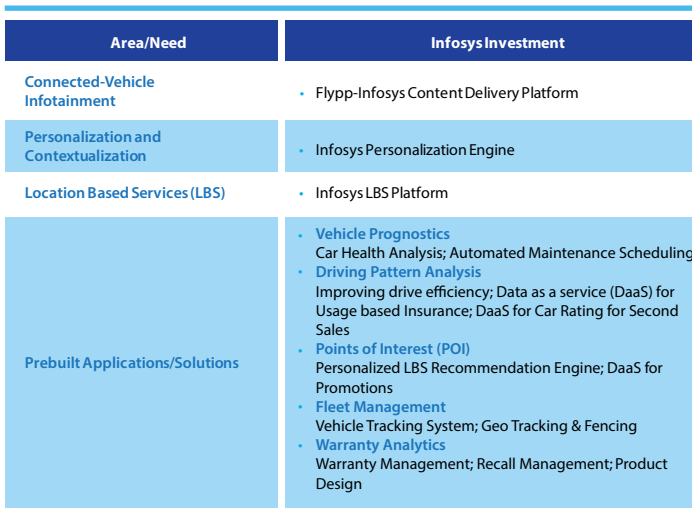 Area/Need
Infosys Investment
Connected-Vehicle
Infotainment
• Flypp-Infosys Content Delivery Platform
Personalization and
Contextualization
• Infosys Personalization Engine
Location Based Services (LBS)
• Infosys LBS Platform
Prebuilt Applications/Solutions
• Vehicle Prognostics
Car Health Analysis; Automated Maintenance Scheduling
• Driving Pattern Analysis
Improving drive efficiency; Data as a service (DaaS) for
Usage based Insurance; DaaS for Car Rating for Second
Sales
• Points of Interest (POI)
Personalized LBS Recommendation Engine; DaaS for
Promotions
• Fleet Management
Vehicle Tracking System; Geo Tracking & Fencing
• Warranty Analytics
Warranty Management; Recall Management; Product
Design